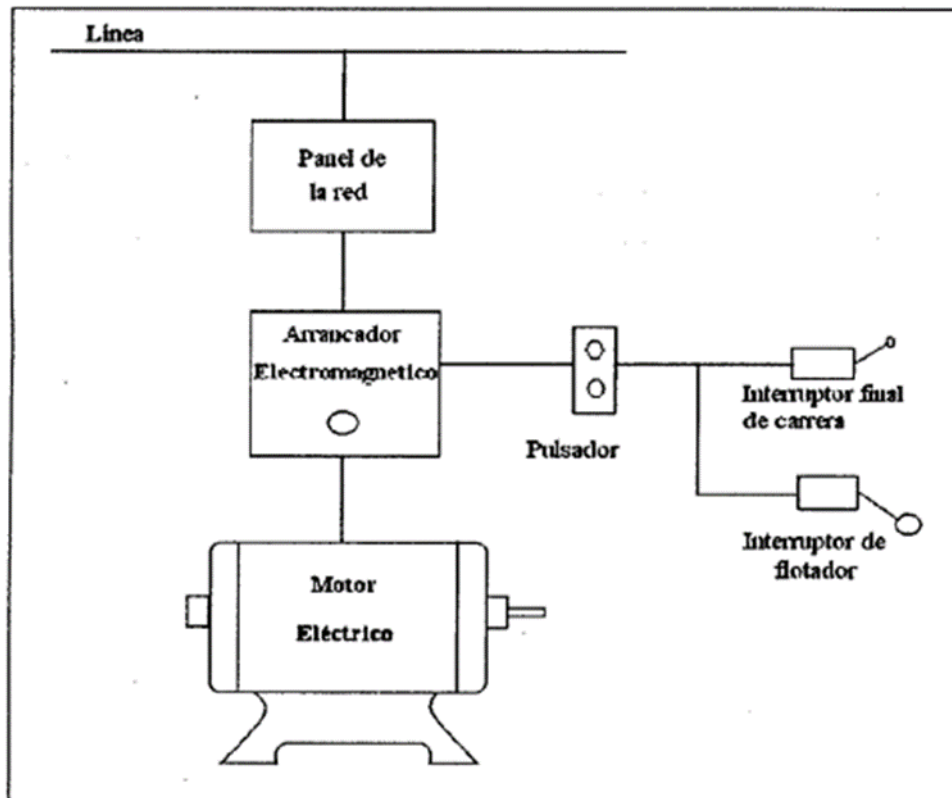 Línea
Panel de
la red
Arrancador
Electromagnetico
Pulsador
Interruptor final
de carrera
Interruptor de
flotador
Motor
Eléctrico